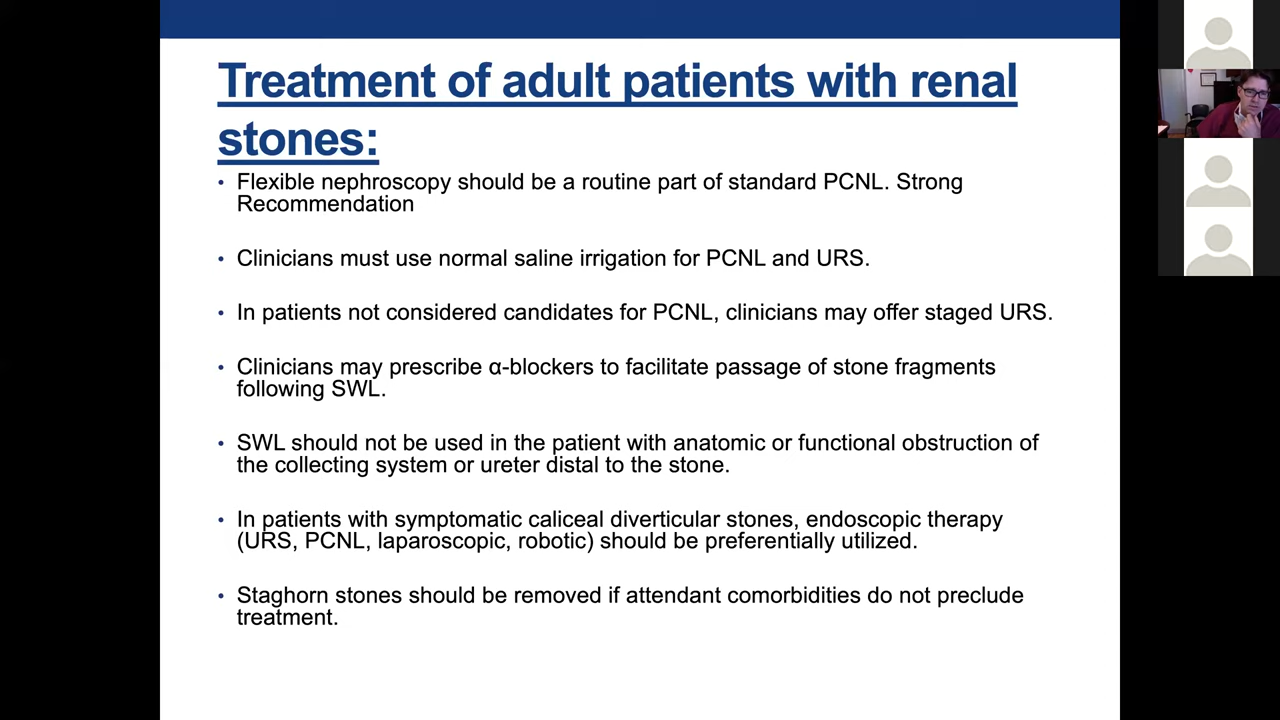 Treatment of adult patients with renal
stones:
• Flexible nephroscopy should be a routine part of standard PCNL. Strong
Recommendation
• Clinicians must use normal saline irrigation for PCNL and URS.
• In patients not considered candidates for PCNL, clinicians may offer staged URS.
• Clinicians may prescribe α-blockers to facilitate passage of stone fragments
following SWL.
• SWL should not be used in the patient with anatomic or functional obstruction of
the collecting system or ureter distal to the stone.
• In patients with symptomatic caliceal diverticular stones, endoscopic therapy
(URS, PCNL, laparoscopic, robotic) should be preferentially utilized.
• Staghorn stones should be removed if attendant comorbidities do not preclude
treatment.